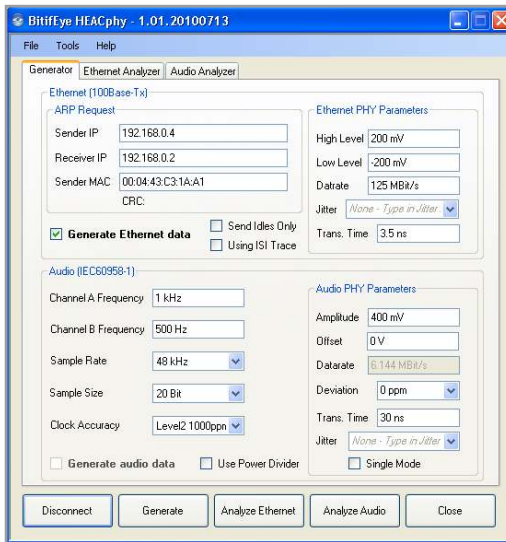 BitifEye HEACphy - 1.01.20100713
File Tools Help
Generator Ethernet Analyzer Audio Analyzer
Ethernet (100Base-Tx)
ARP Request
Sender IP 192.168.0.4
Receiver IP 192.168.0.2
Sender MAC 00:04:43:C3:1A:A1
CRC:
Generate Ethernet data
Send Idles Only
Using ISI Trace
Ethernet PHY Parameters
High Level 200 mV
Low Level -200 mV
Datrate 125 MBit/s
Jitter None - Type in Jitter
Trans. Time 3.5 ns
Audio (IEC60958-1)
Channel A Frequency 1 kHz
Channel B Frequency 500 Hz
Sample Rate 48 kHz
Sample Size 20 Bit
Clock Accuracy Level2 1000ppm
Generate audio data
Use Power Divider
Audio PHY Parameters
Amplitude 400 mV
Offset 0 V
Datarate 6.144 MBit/s
Deviation 0 ppm
Trans. Time 30 ns
Jitter None - Type in Jitter
Single Mode
Disconnect Generate Analyze Ethernet Analyze Audio Close